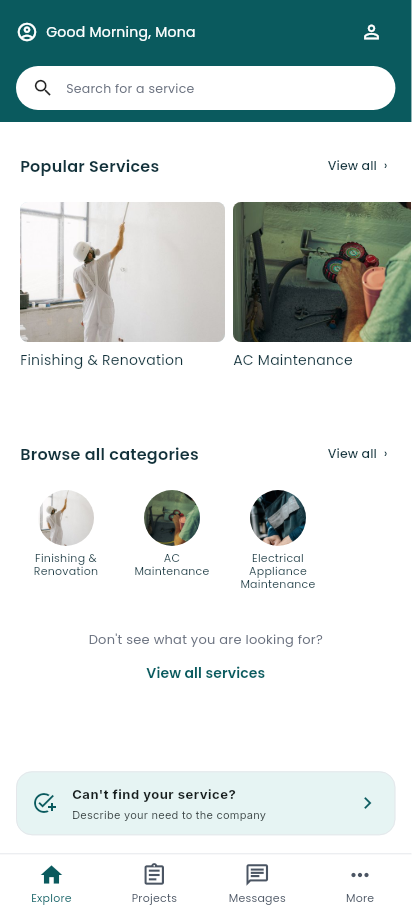 Good Morning, Mona
Search for a service
Popular Services
View all ›
Finishing & Renovation
AC Maintenance
Browse all categories
View all ›
Finishing &
Renovation
AC
Maintenance
Electrical
Appliance
Maintenance
Don't see what you are looking for?
View all services
Can't find your service?
Describe your need to the company
Explore
Projects
Messages
More